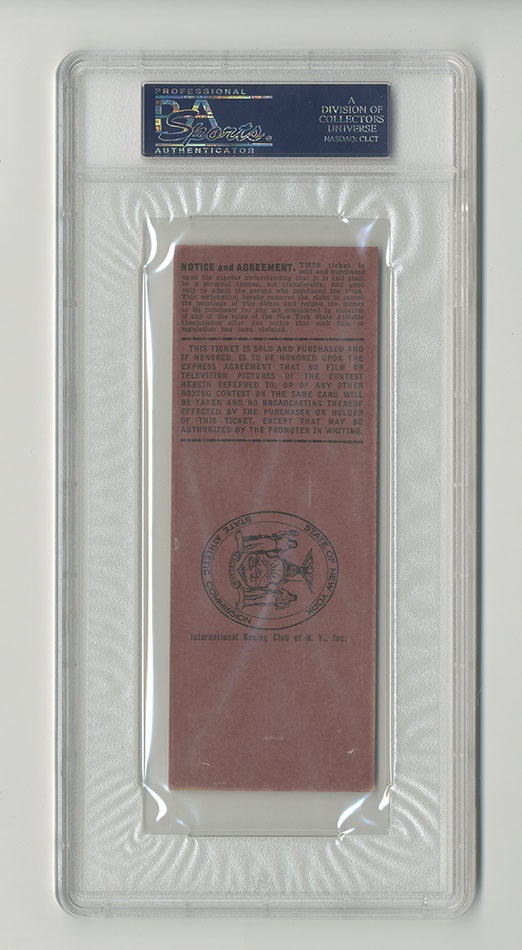 PROFESSIONAL
PSA
Sports®
AUTHENTICATOR
A
DIVISION OF
COLLECTORS
UNIVERSE
NASDAQ: CLCT
NOTICE and AGREEMENT. THIS ticket is
sold and purchased
upon the express understanding that it is and shall
be a personal license, not transferable, and good
only to admit the person who purchased the
This corporation hereby reserves the right to cancel
the privilege of this ticket and refund the money
to its purchaser for any act considered in violation
of any of the rules of the New York State Athletic
Commission after due notice that such rule or
regulation has been violated.
THIS TICKET IS SOLD AND PURCHASED AND
IF HONORED, IS TO BE HONORED UPON THE
EXPRESS AGREEMENT THAT NO FILM OR
TELEVISION PICTURES OF THE CONTEST
HEREIN REFERRED TO, OR OF ANY OTHER
BOXING CONTEST ON THE SAME CARD WILL
BE TAKEN AND NO BROADCASTING THEREOF
EFFECTED BY THE PURCHASER OR HOLDER
OF THIS TICKET, EXCEPT THAT MAY BE
AUTHORIZED BY THE PROMOTER IN WRITING.
STATE OF NEW YORK
STATE ATHLETIC COMMISSION
International Boxing Club of N. Y., Inc.